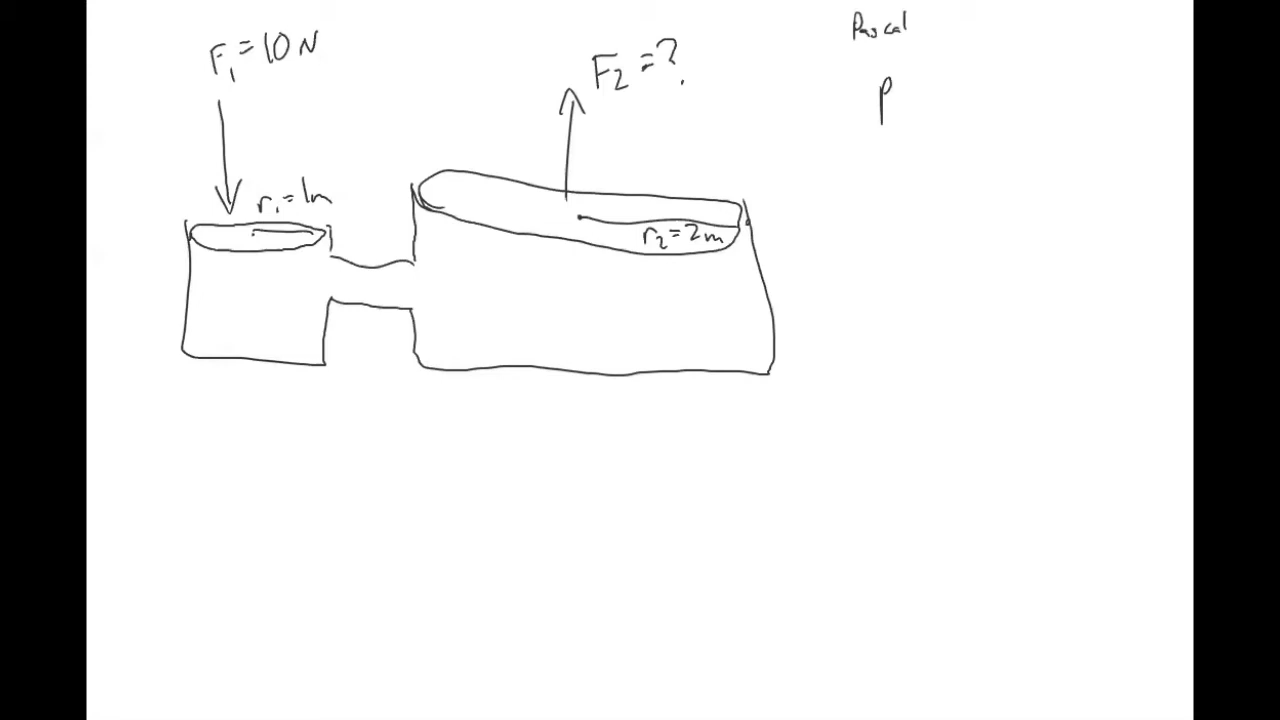 F₁ = 10 N
F₂ = ?
Pascal
P
r₁ = 1m
r₂ = 2m